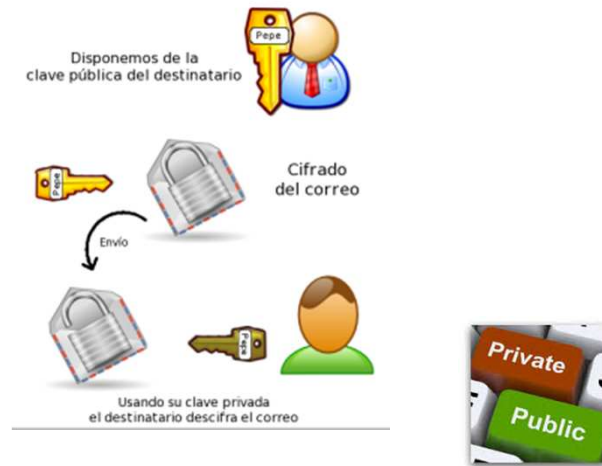 Pepe
Disponemos de la
clave pública del destinatario
Pepe
Cifrado
del correo
Envío
Pepe
Usando su clave privada
el destinatario descifra el correo
Private
Public